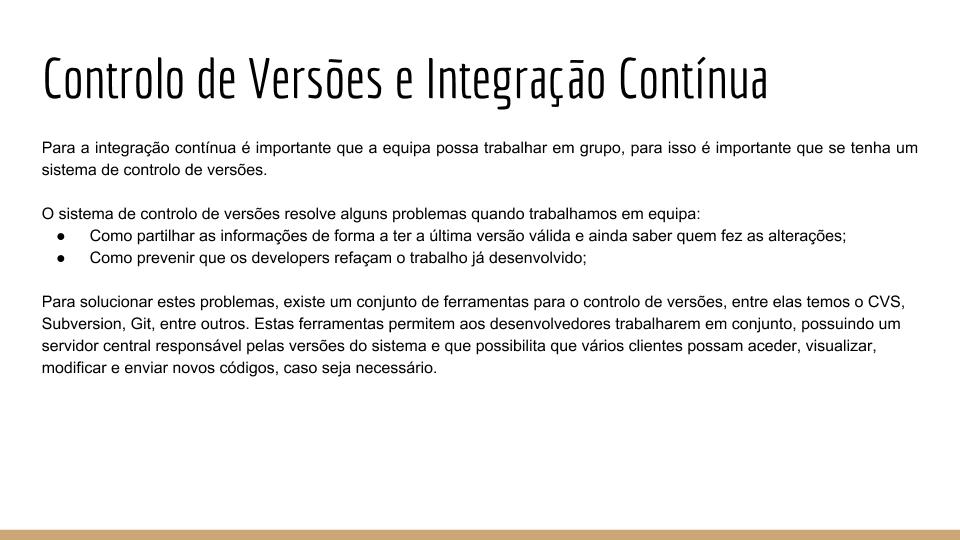 Controlo de Versões e Integração Contínua
Para a integração contínua é importante que a equipa possa trabalhar em grupo, para isso é importante que se tenha um
sistema de controlo de versões.
O sistema de controlo de versões resolve alguns problemas quando trabalhamos em equipa:
● Como partilhar as informações de forma a ter a última versão válida e ainda saber quem fez as alterações;
● Como prevenir que os developers refaçam o trabalho já desenvolvido;
Para solucionar estes problemas, existe um conjunto de ferramentas para o controlo de versões, entre elas temos o CVS,
Subversion, Git, entre outros. Estas ferramentas permitem aos desenvolvedores trabalharem em conjunto, possuindo um
servidor central responsável pelas versões do sistema e que possibilita que vários clientes possam aceder, visualizar,
modificar e enviar novos códigos, caso seja necessário.